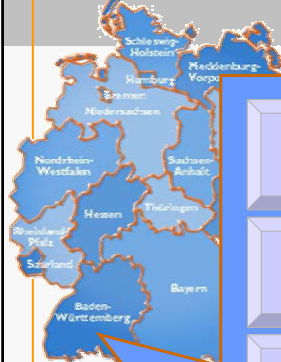 Schleswig-
Holstein
Mecklenburg-
Vorpo
Hamburg
Bremen
Niedersachsen
Nordrhein-
Westfalen
Sachsen-
Anhalt
Hessen
Thüringen
Rheinland-
Pfalz
Saarland
Bayern
Baden-
Württemberg